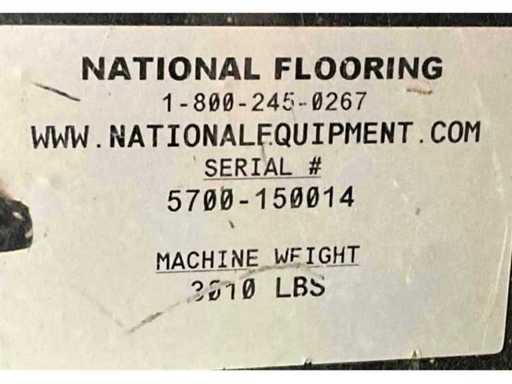 NATIONAL FLOORING
1-800-245-0267
WWW.NATIONALEQUIPMENT.COM
SERIAL #
5700-150014
MACHINE WEIGHT
LBS